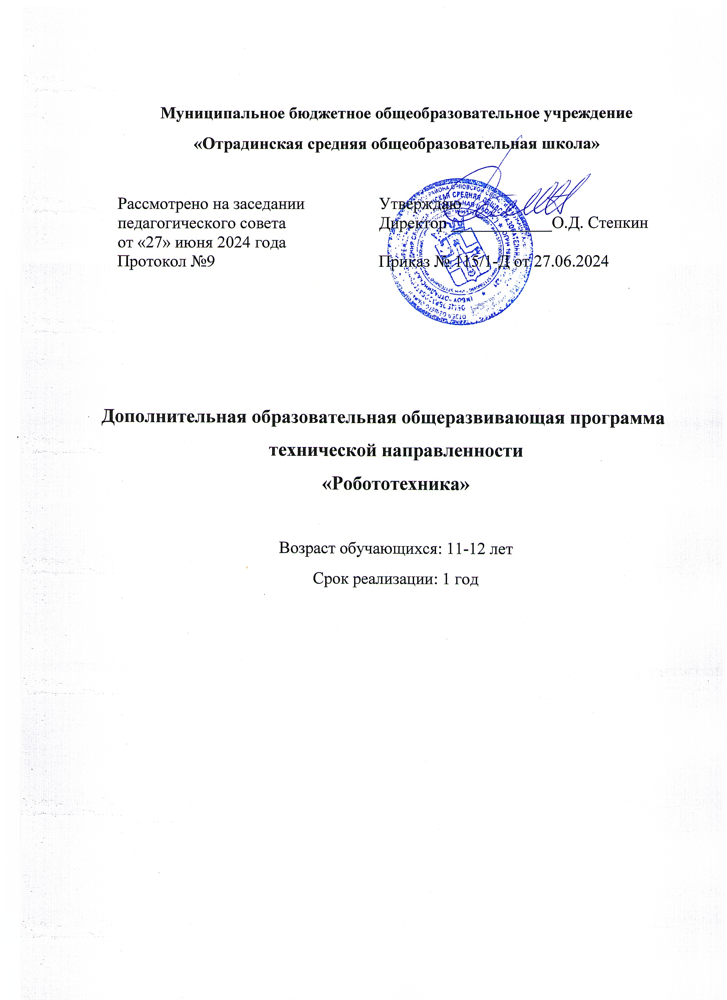 Муниципальное бюджетное общеобразовательное учреждение
«Отрадинская средняя общеобразовательная школа»
Рассмотрено на заседании
педагогического совета
от «27» июня 2024 года
Протокол №9
Утверждаю
Директор ____________О.Д. Степкин
Приказ № 115/1-Д от 27.06.2024
Дополнительная образовательная общеразвивающая программа
технической направленности
«Робототехника»
Возраст обучающихся: 11-12 лет
Срок реализации: 1 год